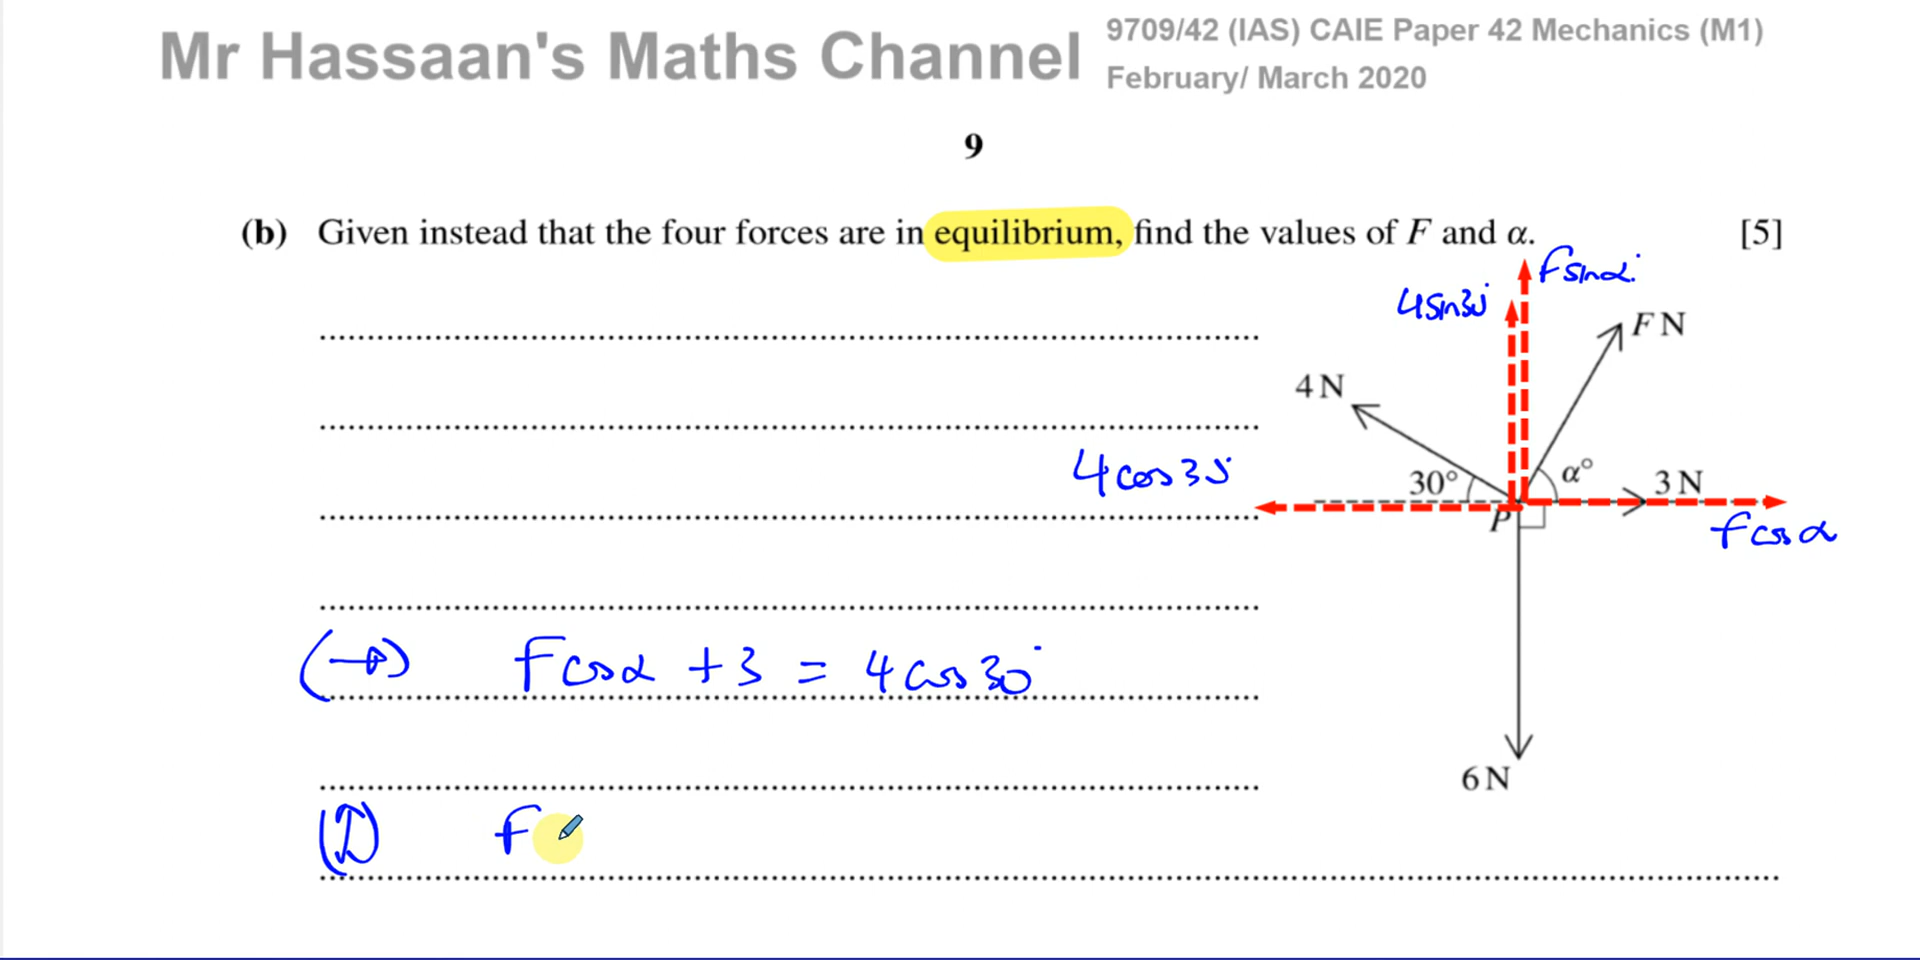 Mr Hassaan's Maths Channel
9709/42 (IAS) CAIE Paper 42 Mechanics (M1)
February/ March 2020
9
(b) Given instead that the four forces are in equilibrium, find the values of F and α. [5]
Fsinα
4sin30
F N
4 N
4cos30
30°
α°
3 N
P
Fcosα
(→) Fcosα + 3 = 4cos30°
6 N
(↑) F